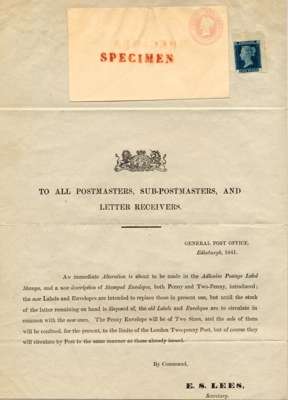 SPECIMEN
TO ALL POSTMASTERS, SUB-POSTMASTERS, AND
LETTER RECEIVERS.
GENERAL POST OFFICE,
Edinburgh, 1841.
AN immediate Alteration is about to be made in the Adhesive Postage Label
Stamps, and a new description of Stamped Envelopes, both Penny and Two-Penny, introduced;
the new Labels and Envelopes are intended to replace those in present use, but until the stock
of the latter remaining on hand is disposed of, the old Labels and Envelopes are to circulate in
common with the new ones. The Penny Envelope will be of Two Sizes, and the sale of them
will be confined, for the present, to the limits of the London Two-penny Post, but of course they
will circulate by Post in the same manner as those already issued.
By Command,
E. S. LEES,
Secretary.